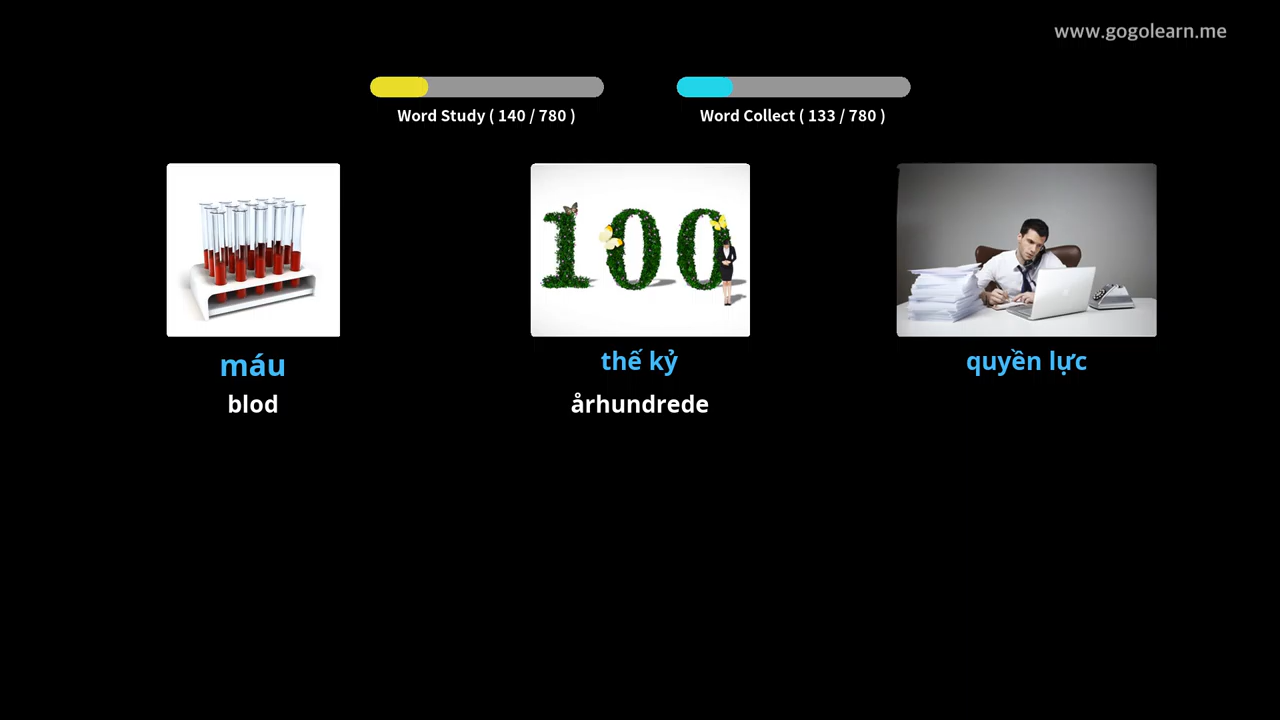 www.gogolearn.me
Word Study ( 140 / 780 )
Word Collect ( 133 / 780 )
100
máu
thế kỷ
quyền lực
blod
århundrede